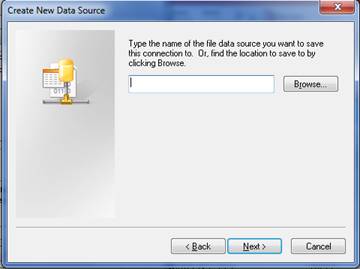 Create New Data Source
Type the name of the file data source you want to save
this connection to. Or, find the location to save to by
clicking Browse.
Browse...
< Back
Next >
Cancel